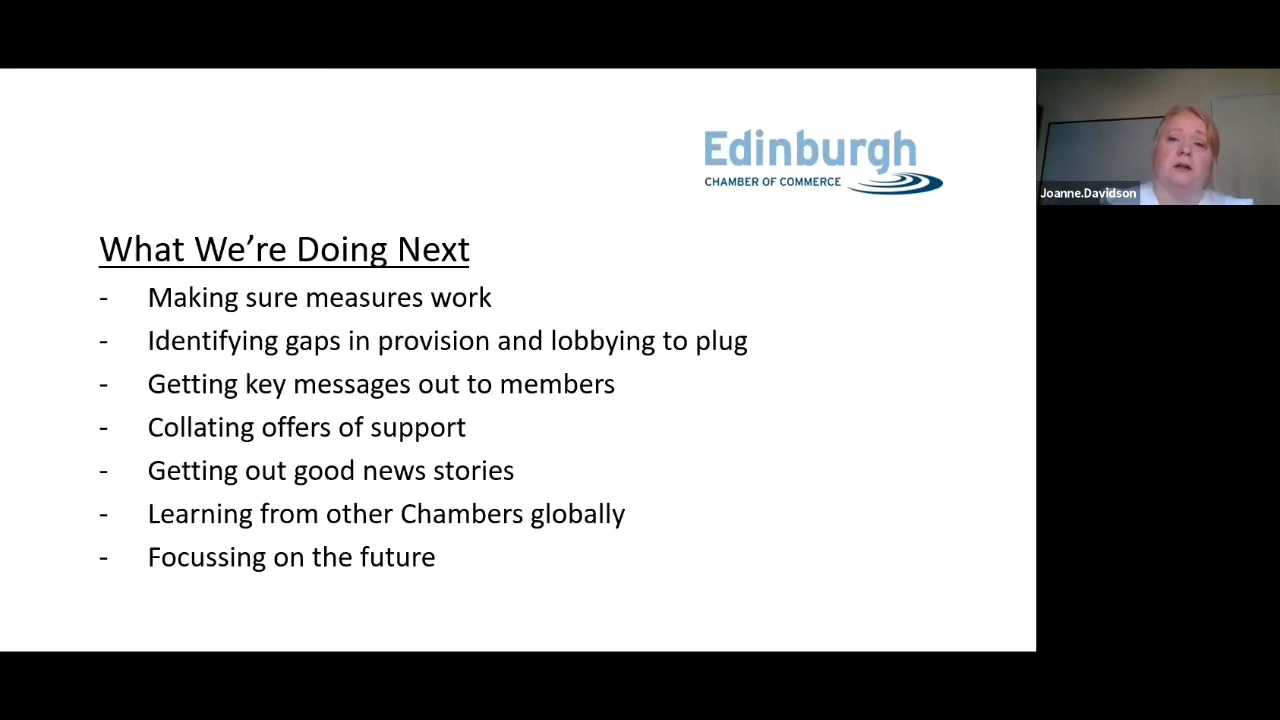 Edinburgh
CHAMBER OF COMMERCE
Joanne.Davidson
What We’re Doing Next
- Making sure measures work
- Identifying gaps in provision and lobbying to plug
- Getting key messages out to members
- Collating offers of support
- Getting out good news stories
- Learning from other Chambers globally
- Focussing on the future